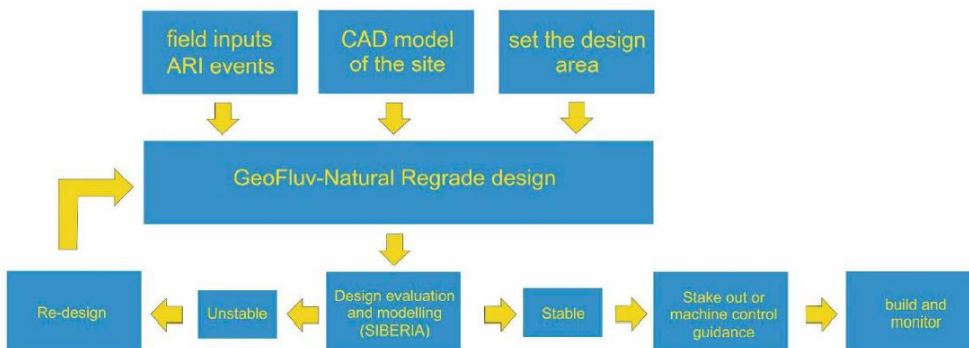 field inputs
ARI events
CAD model
of the site
set the design
area
GeoFluv-Natural Regrade design
Re-design
Unstable
Design evaluation
and modelling
(SIBERIA)
Stable
Stake out or
machine control
guidance
build and
monitor